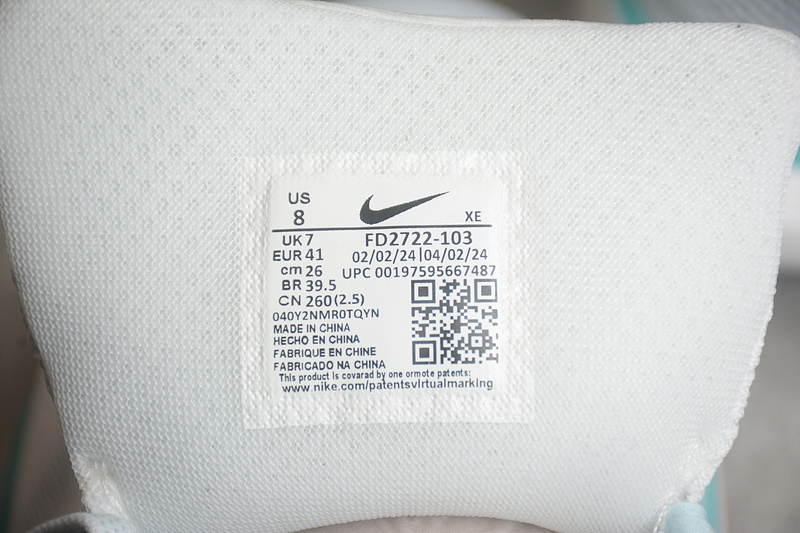 US
8
XE
UK 7
FD2722-103
EUR 41
02/02/24|04/02/24
cm 26
UPC 00197595667487
BR 39.5
CN 260(2.5)
040Y2NMR0TQYN
MADE IN CHINA
HECHO EN CHINA
FABRIQUE EN CHINE
FABRICADO NA CHINA
This product is covarad by one ormote patents:
www.nike.com/patentsvlrtualmarking